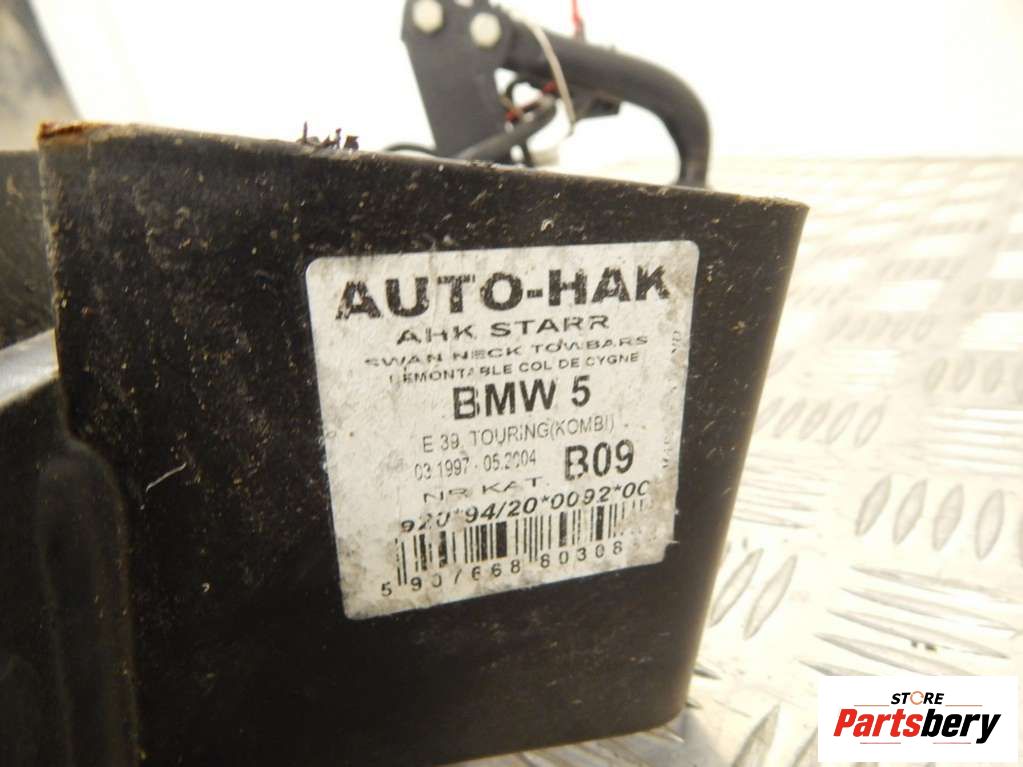 AUTO-HAK
AHK STARR
SWAN NECK TOWBARS
DEMONTABLE COL DE CYGNE
BMW 5
E 39, TOURING(KOMBI)
03.1997 - 05.2004 B09
NR KAT.
920*94/20*0092*00
5 907668 80308
STORE
Partsbery